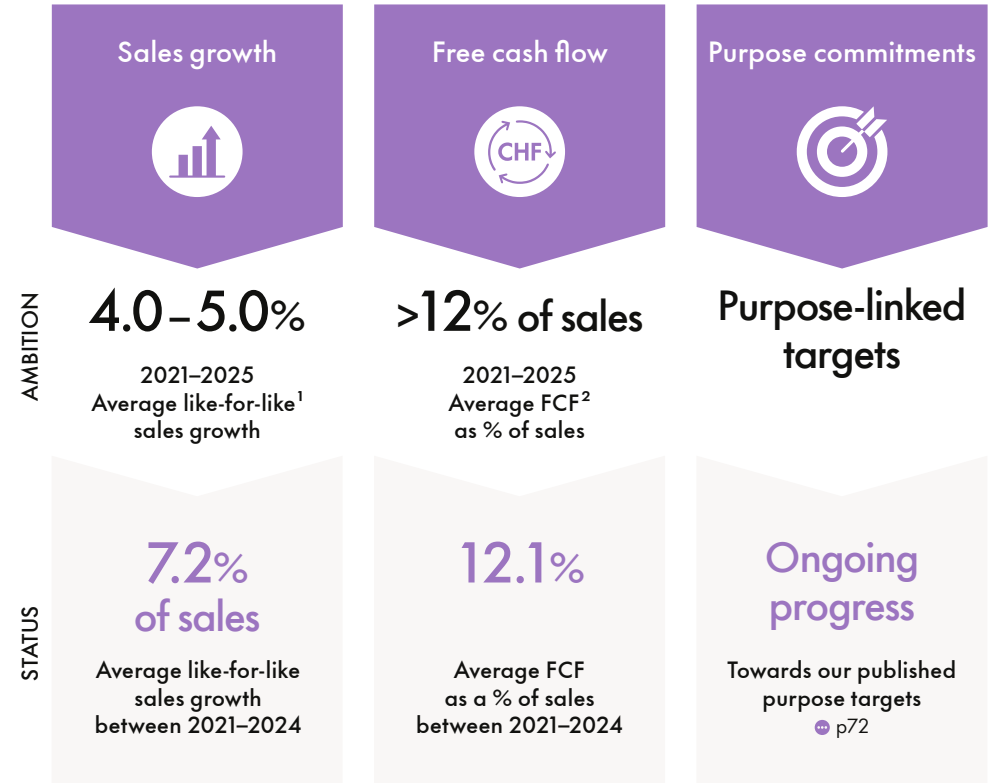 Sales growth
Free cash flow
CHF
Purpose commitments
AMBITION
4.0–5.0%
2021–2025
Average like-for-like¹
sales growth
>12% of sales
2021–2025
Average FCF²
as % of sales
Purpose-linked
targets
STATUS
7.2%
of sales
Average like-for-like
sales growth
between 2021–2024
12.1%
Average FCF
as a % of sales
between 2021–2024
Ongoing
progress
Towards our published
purpose targets
p72